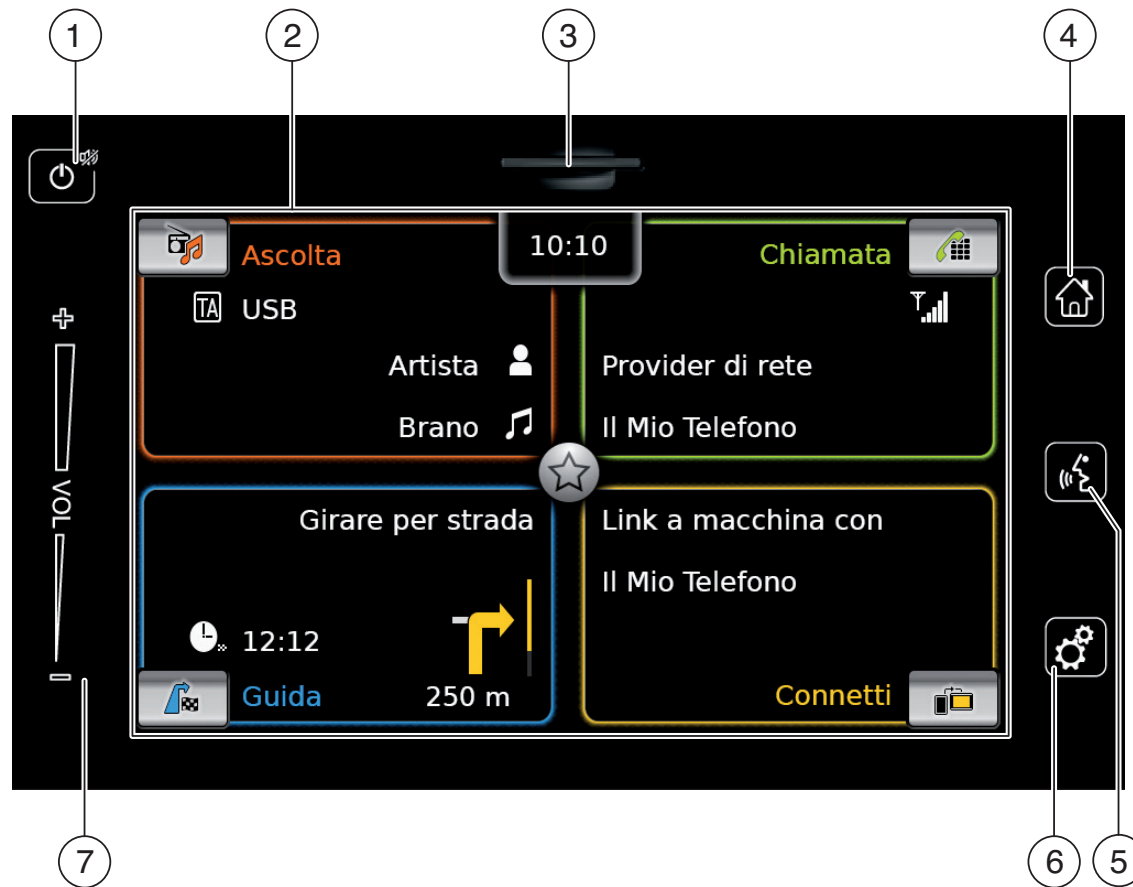 1
2
3
4
10:10
Ascolta
Chiamata
TA USB
Artista
Provider di rete
Brano
Il Mio Telefono
VOL
Girare per strada
Link a macchina con
Il Mio Telefono
12:12
Guida
250 m
Connetti
7
6
5